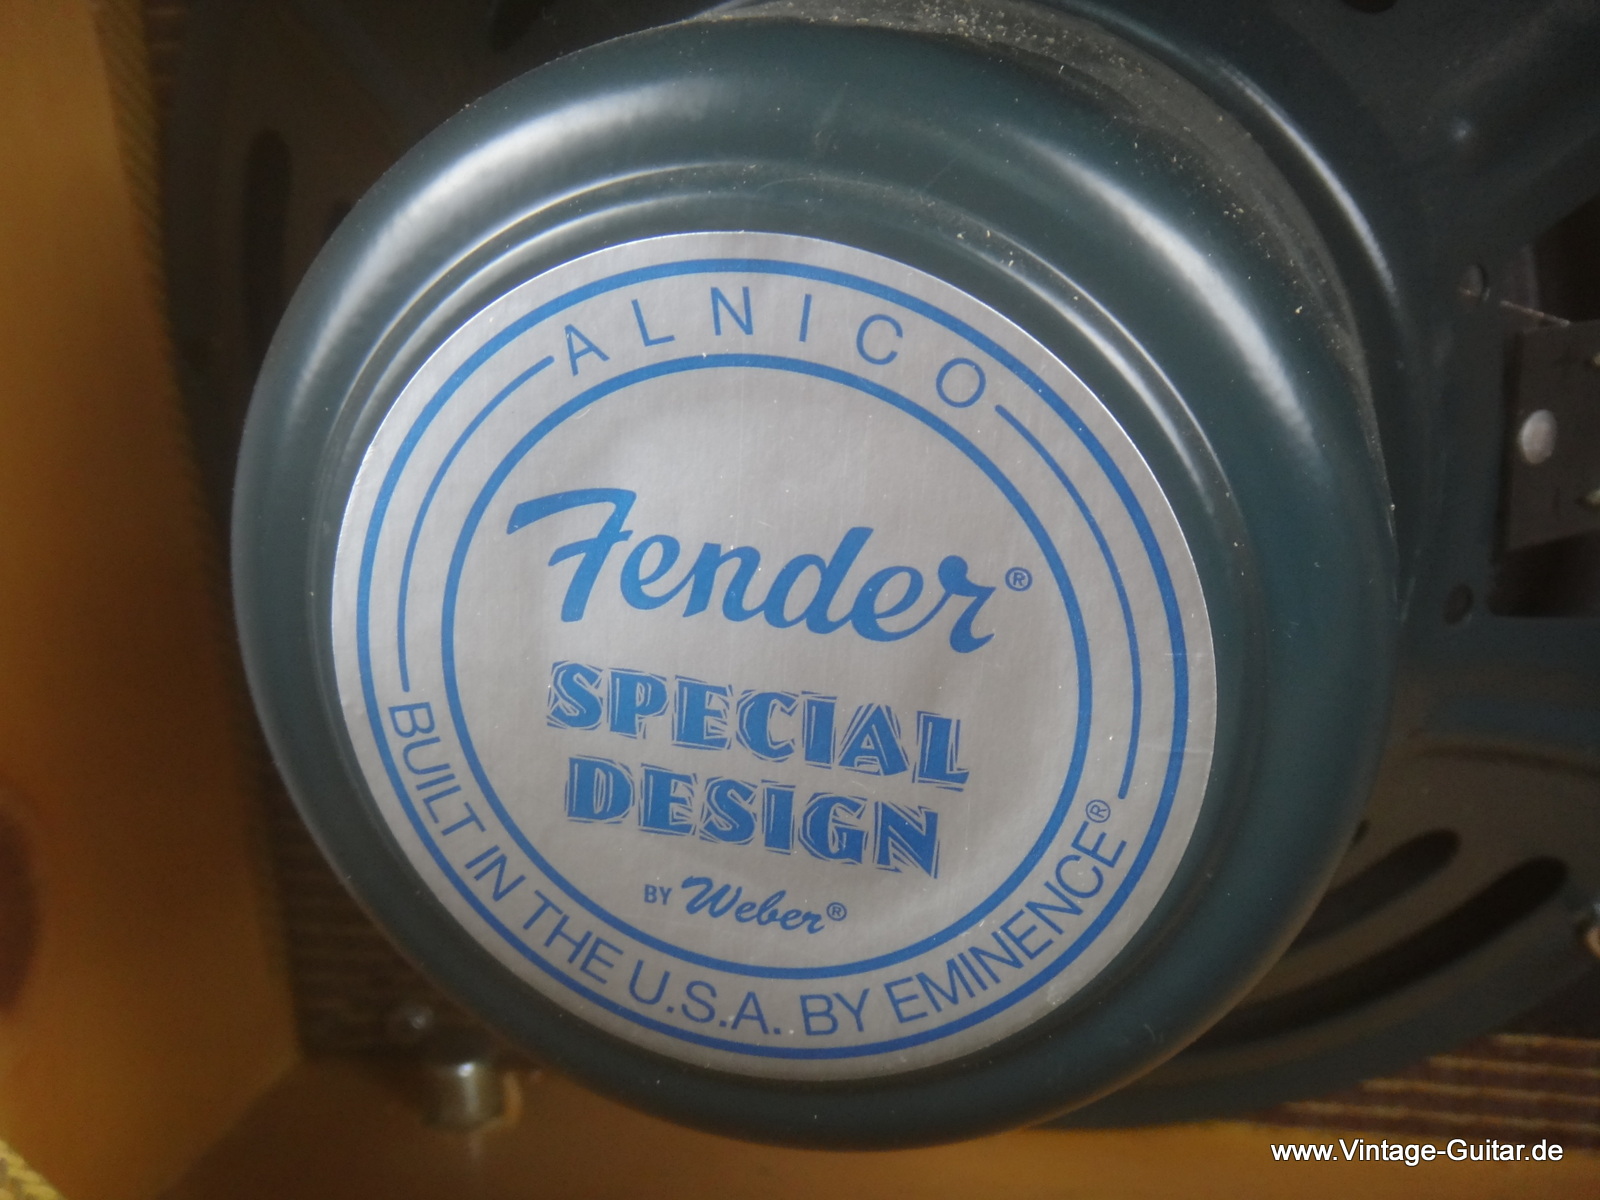 ALNICO
Fender®
SPECIAL
DESIGN
BY Weber®
BUILT IN THE U.S.A. BY EMINENCE®
www.Vintage-Guitar.de